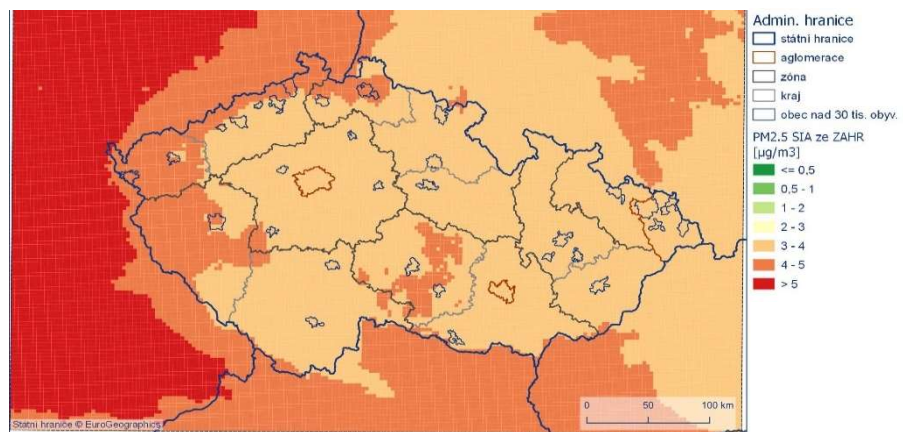 Admin. hranice
státní hranice
aglomerace
zóna
kraj
obec nad 30 tis. obyv.
PM2.5 SIA ze ZAHR
[µg/m3]
<= 0,5
0,5 - 1
1 - 2
2 - 3
3 - 4
4 - 5
> 5
0 50 100 km
Státní hranice © EuroGeographics